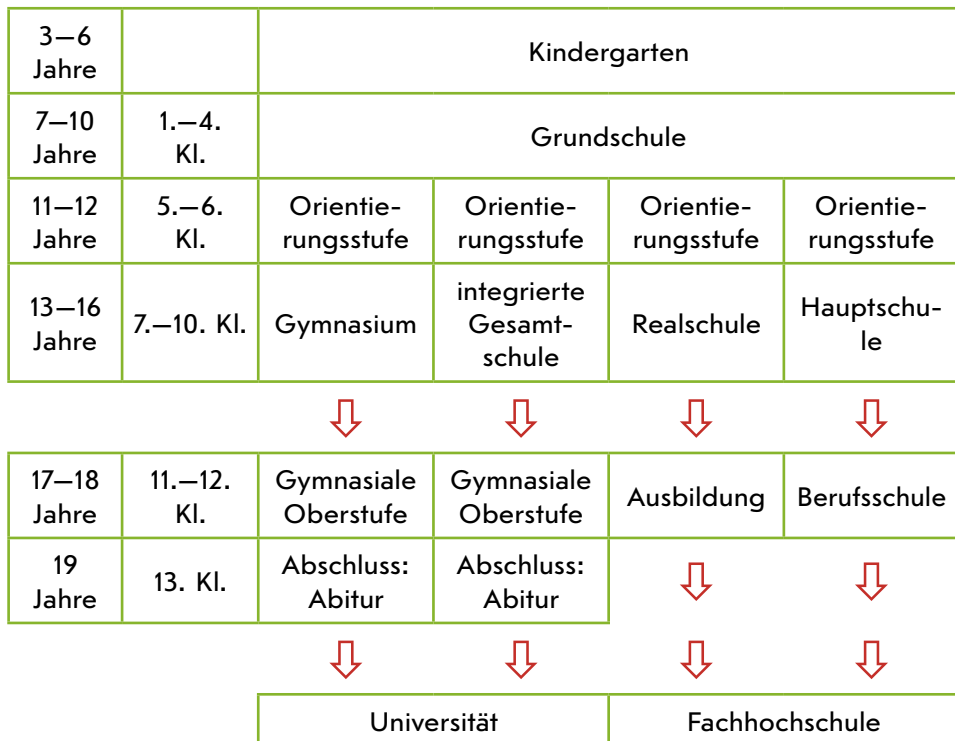 3—6
Jahre
Kindergarten
7—10
Jahre
1.—4.
Kl.
Grundschule
11—12
Jahre
5.—6.
Kl.
Orientie-
rungsstufe
Orientie-
rungsstufe
Orientie-
rungsstufe
Orientie-
rungsstufe
13—16
Jahre
7.—10. Kl.
Gymnasium
integrierte
Gesamt-
schule
Realschule
Hauptschu-
le
17—18
Jahre
11.—12.
Kl.
Gymnasiale
Oberstufe
Gymnasiale
Oberstufe
Ausbildung
Berufsschule
19
Jahre
13. Kl.
Abschluss:
Abitur
Abschluss:
Abitur
Universität
Fachhochschule